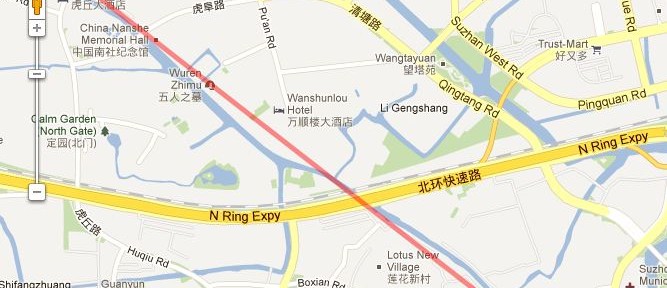 虎丘大酒店
虎阜路
China Nanshe
Memorial Hall
中国南社纪念馆
Pu'an Rd
清塘路
Suzhan West Rd
Trust-Mart
好又多
Wangtayuan
望塔苑
Wuren
Zhimu
五人之墓
Qingtang Rd
Pingquan Rd
Wanshunlou
Hotel
万顺楼大酒店
Li Gengshang
Calm Garden
North Gate)
定园(北门)
N Ring Expy
北环快速路
N Ring Expy
虎丘路
Huqiu Rd
Lotus New
Village
莲花新村
Shifangzhuang
Guanyun
Boxian Rd
Suzho
Munic